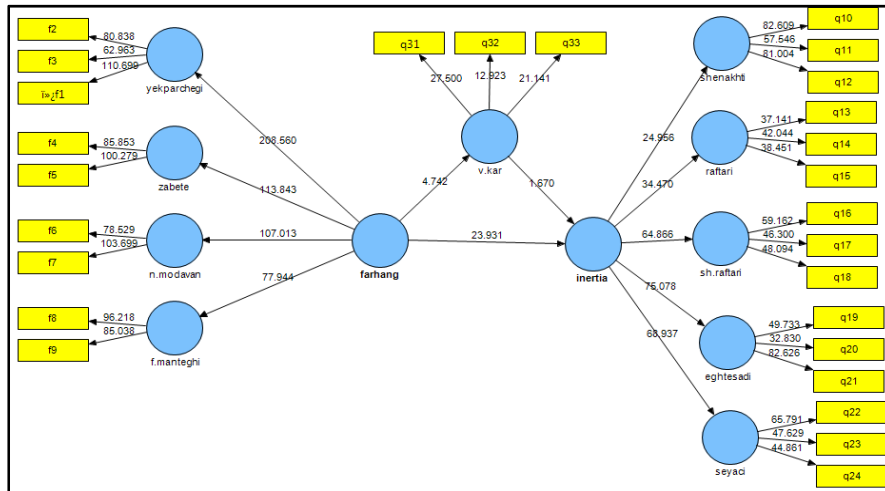 f2
80.838
f3
62.963
ï»¿f1
110.699
yekparchegi
f4
85.853
f5
100.279
zabete
f6
78.529
f7
103.699
n.modavan
f8
96.218
f9
85.038
f.manteghi
208.560
113.843
107.013
77.944
farhang
q31
q32
q33
27.500
12.923
21.141
v.kar
4.742
1.670
23.931
inertia
24.956
34.470
64.866
75.078
68.937
shenakhti
82.609
q10
57.546
q11
81.004
q12
raftari
37.141
q13
42.044
q14
38.451
q15
sh.raftari
59.162
q16
46.300
q17
48.094
q18
eghtesadi
49.733
q19
32.830
q20
82.626
q21
seyaci
65.791
q22
47.629
q23
44.861
q24